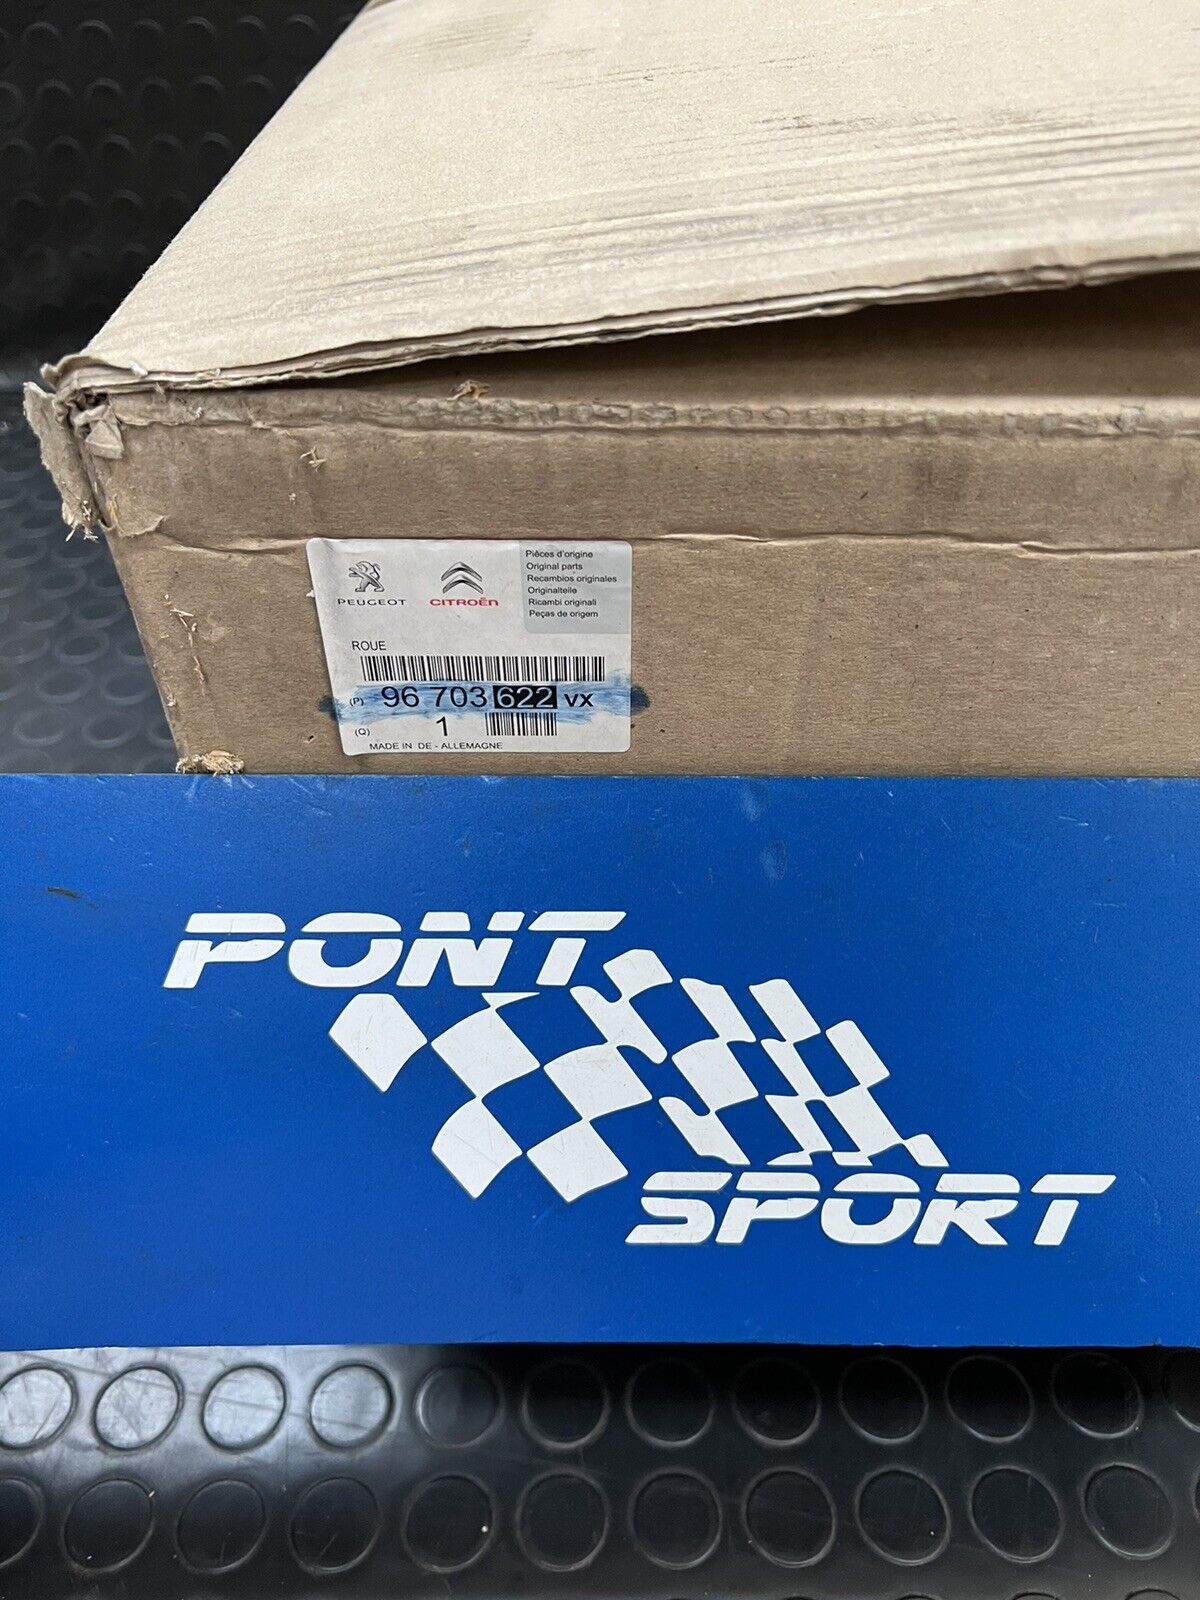 PEUGEOT
CITROËN
Pièces d'origine
Original parts
Recambios originales
Originalteile
Ricambi originali
Peças de origem
ROUE
(P) 96 703 622 VX
(Q) 1
MADE IN DE - ALLEMAGNE
PONT
SPORT